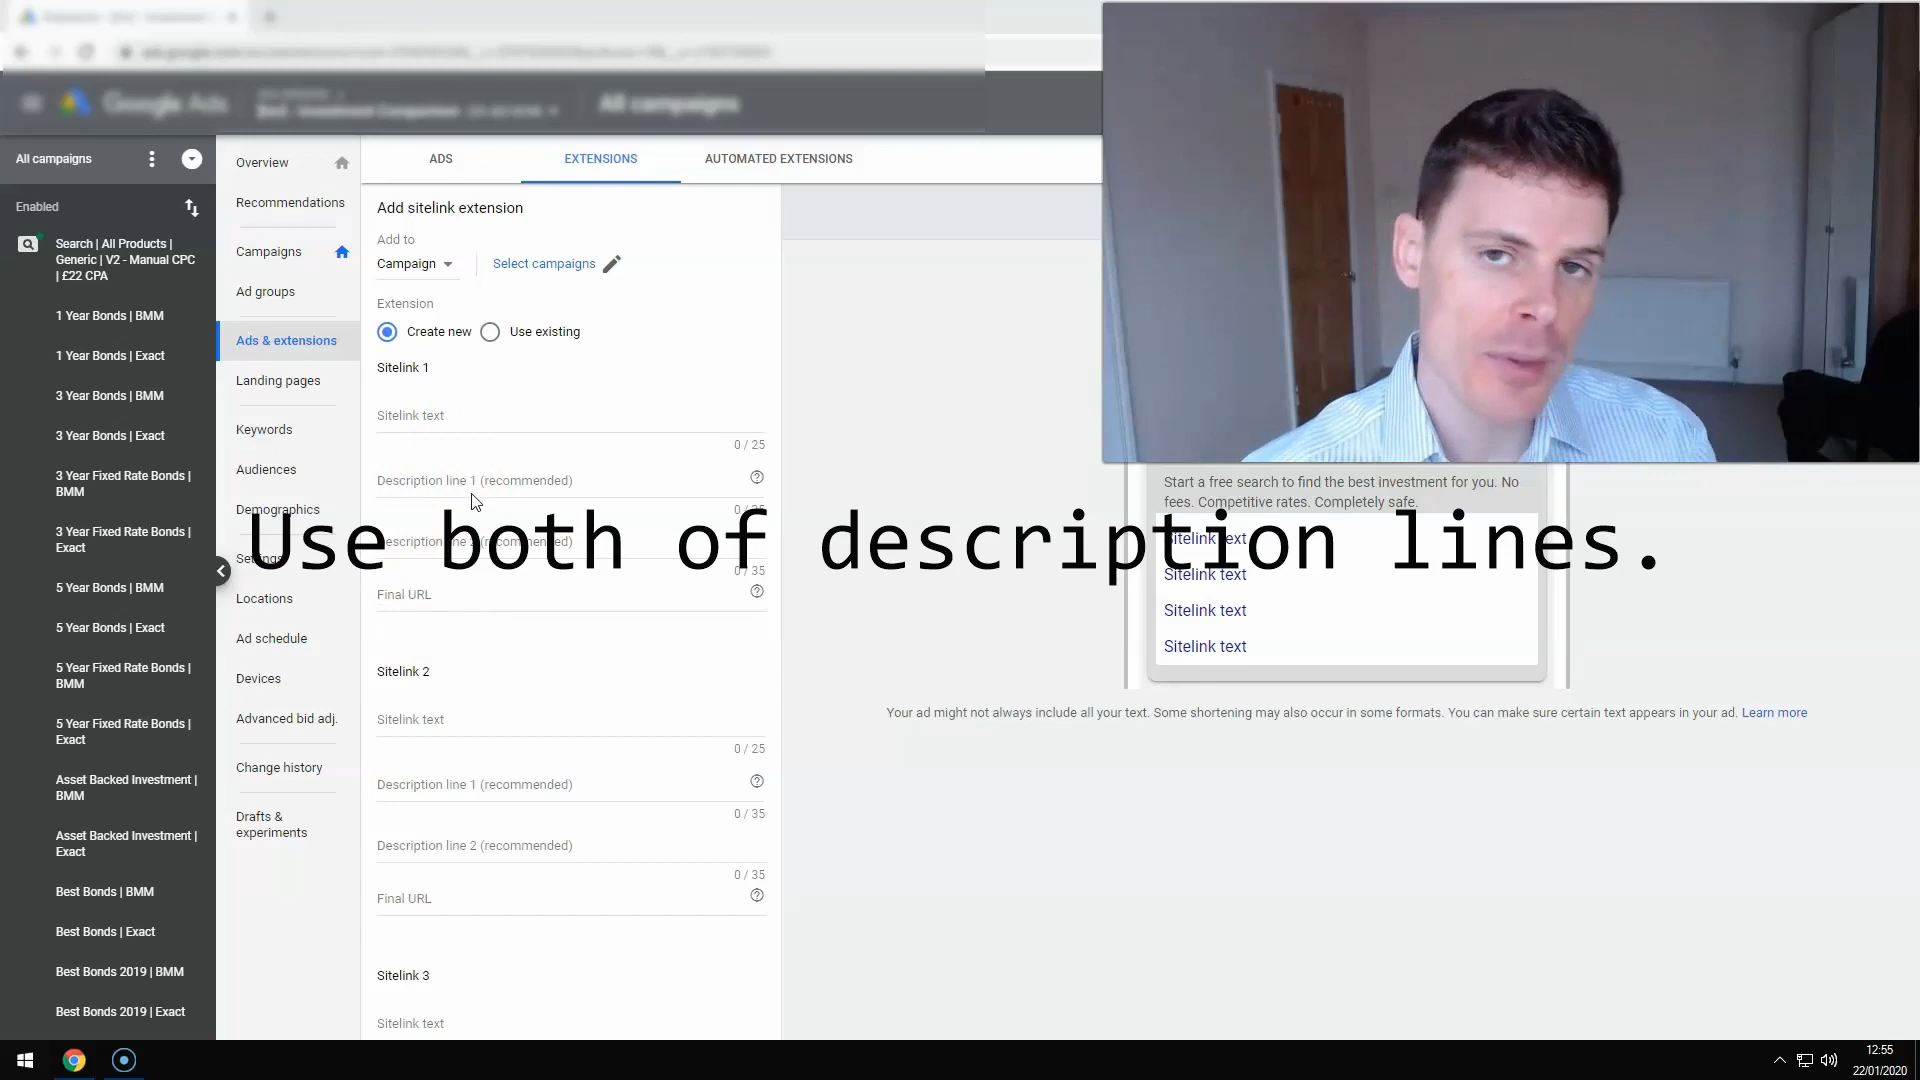 Google Ads
All campaigns
All campaigns
Enabled
Search | All Products |
Generic | V2 - Manual CPC
| £22 CPA
1 Year Bonds | BMM
1 Year Bonds | Exact
3 Year Bonds | BMM
3 Year Bonds | Exact
3 Year Fixed Rate Bonds |
BMM
3 Year Fixed Rate Bonds |
Exact
5 Year Bonds | BMM
5 Year Bonds | Exact
5 Year Fixed Rate Bonds |
BMM
5 Year Fixed Rate Bonds |
Exact
Asset Backed Investment |
BMM
Asset Backed Investment |
Exact
Best Bonds | BMM
Best Bonds | Exact
Best Bonds 2019 | BMM
Best Bonds 2019 | Exact
Overview
Recommendations
Campaigns
Ad groups
Ads & extensions
Landing pages
Keywords
Audiences
Demographics
Settings
Locations
Ad schedule
Devices
Advanced bid adj.
Change history
Drafts &
experiments
ADS
EXTENSIONS
AUTOMATED EXTENSIONS
Add sitelink extension
Add to
Campaign
Select campaigns
Extension
Create new
Use existing
Sitelink 1
Sitelink text
0 / 25
Description line 1 (recommended)
0 / 35
Use both of description lines.
Description line 2 (recommended)
0 / 35
Final URL
Sitelink 2
Sitelink text
0 / 25
Description line 1 (recommended)
0 / 35
Description line 2 (recommended)
0 / 35
Final URL
Sitelink 3
Sitelink text
Start a free search to find the best investment for you. No
fees. Competitive rates. Completely safe.
Sitelink text
Sitelink text
Sitelink text
Sitelink text
Your ad might not always include all your text. Some shortening may also occur in some formats. You can make sure certain text appears in your ad. Learn more
12:55
22/01/2020